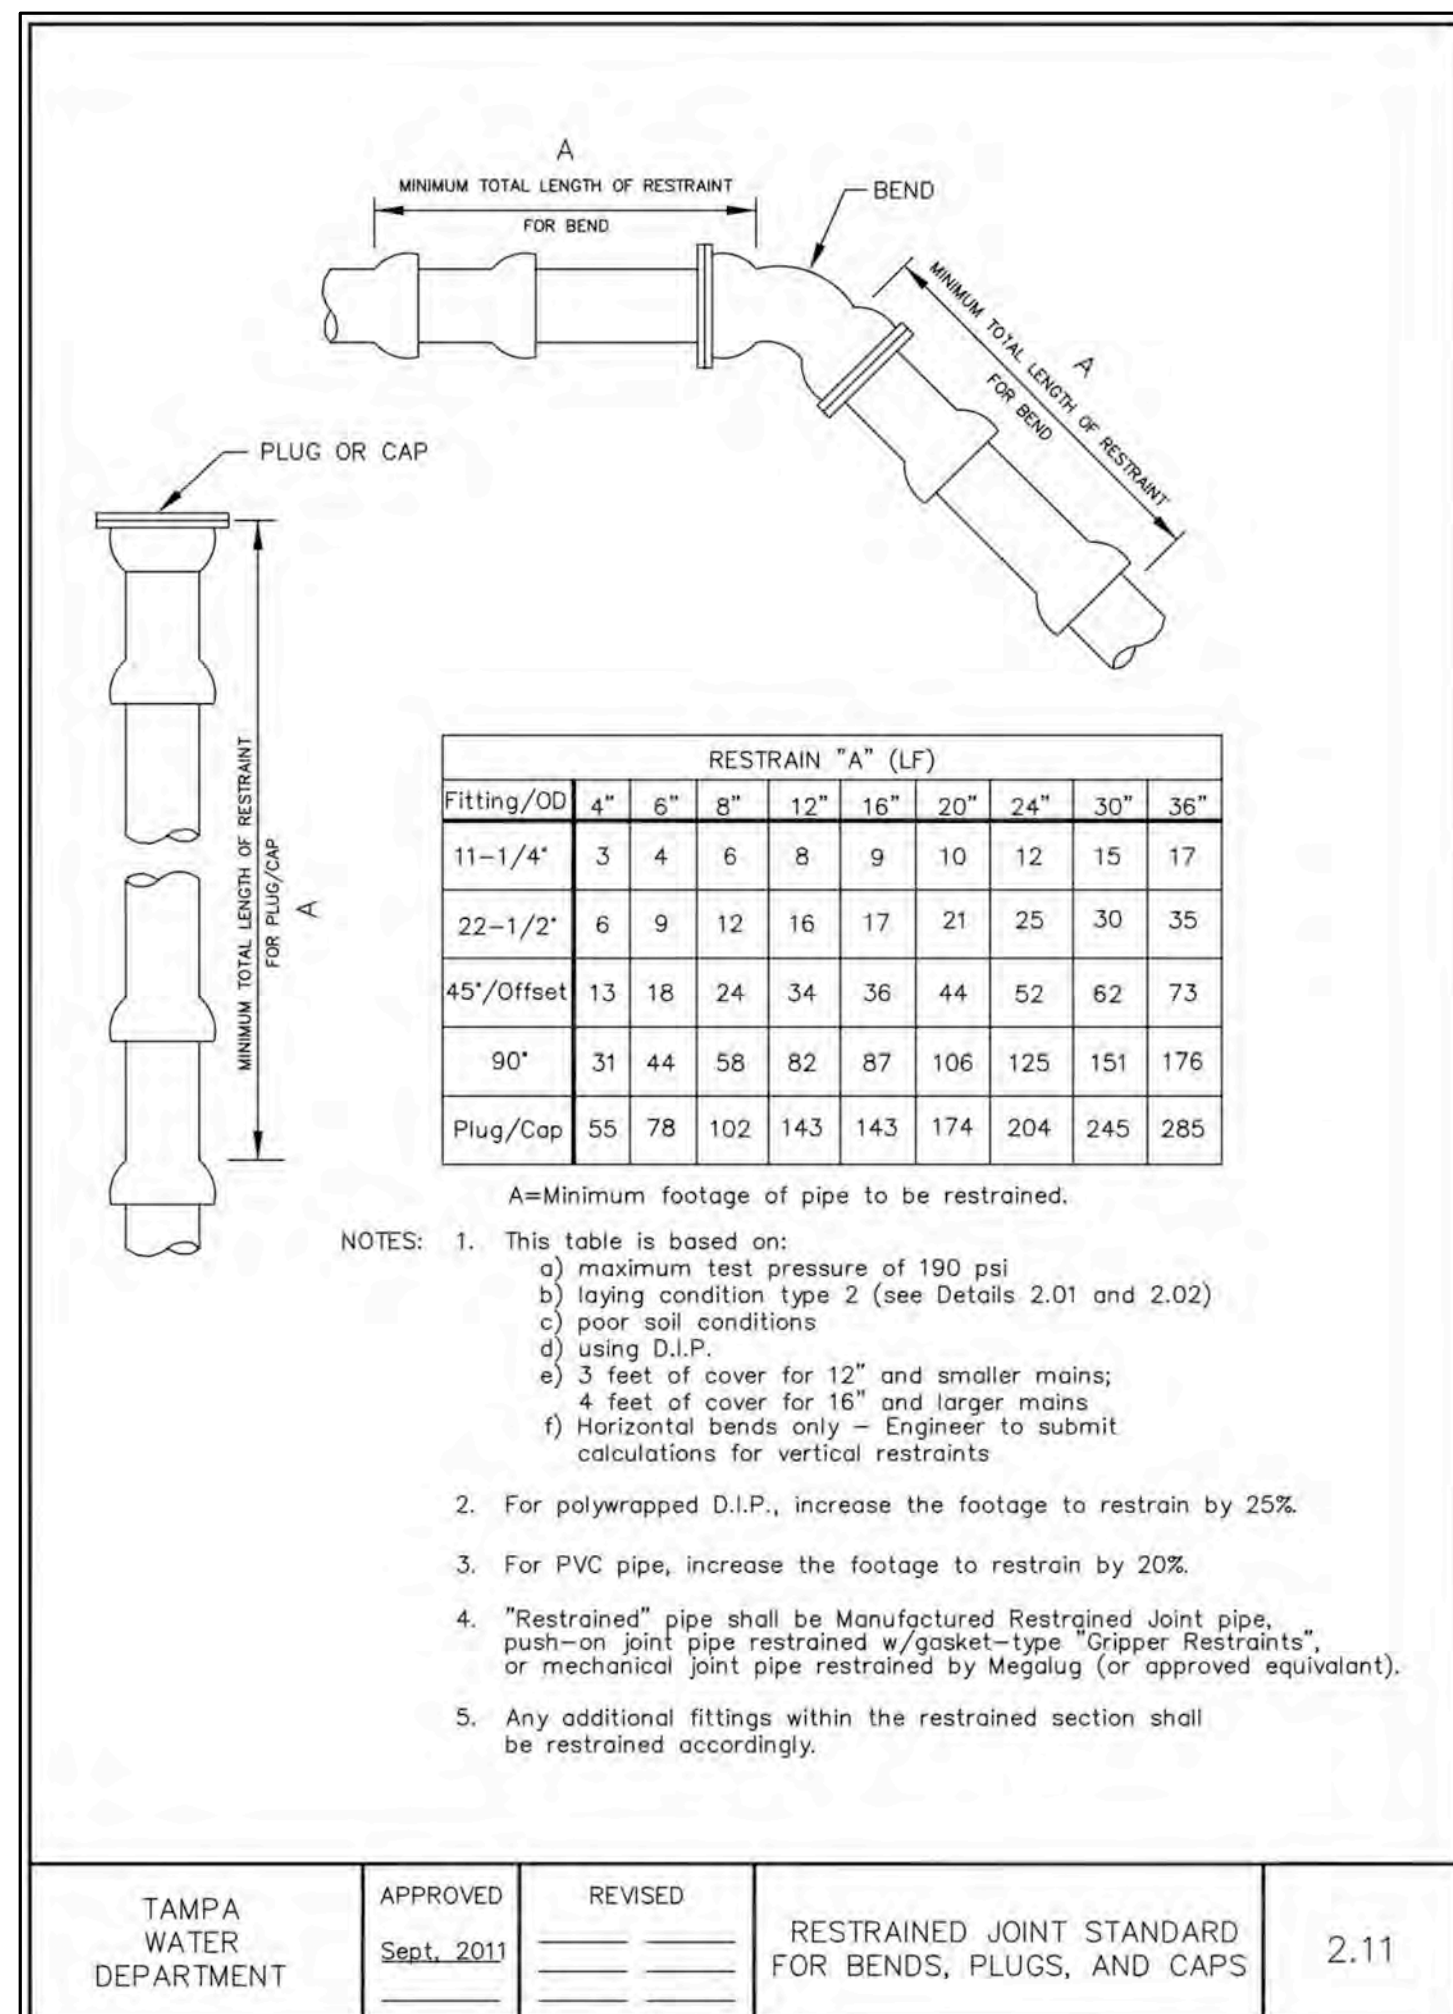 A
MINIMUM TOTAL LENGTH OF RESTRAINT
FOR BEND
BEND
MINIMUM TOTAL LENGTH OF RESTRAINT
FOR BEND
A
PLUG OR CAP
MINIMUM TOTAL LENGTH OF RESTRAINT
FOR PLUG/CAP
A
RESTRAIN "A" (LF)
Fitting/OD 4" 6" 8" 12" 16" 20" 24" 30" 36"
11-1/4° 3 4 6 8 9 10 12 15 17
22-1/2° 6 9 12 16 17 21 25 30 35
45°/Offset 13 18 24 34 36 44 52 62 73
90° 31 44 58 82 87 106 125 151 176
Plug/Cap 55 78 102 143 143 174 204 245 285
A=Minimum footage of pipe to be restrained.
NOTES: 1. This table is based on:
a) maximum test pressure of 190 psi
b) laying condition type 2 (see Details 2.01 and 2.02)
c) poor soil conditions
d) using D.I.P.
e) 3 feet of cover for 12" and smaller mains;
4 feet of cover for 16" and larger mains
f) Horizontal bends only – Engineer to submit
calculations for vertical restraints
2. For polywrapped D.I.P., increase the footage to restrain by 25%.
3. For PVC pipe, increase the footage to restrain by 20%.
4. "Restrained" pipe shall be Manufactured Restrained Joint pipe,
push-on joint pipe restrained w/gasket-type "Gripper Restraints",
or mechanical joint pipe restrained by Megalug (or approved equivalant).
5. Any additional fittings within the restrained section shall
be restrained accordingly.
TAMPA
WATER
DEPARTMENT
APPROVED
Sept, 2011
REVISED
RESTRAINED JOINT STANDARD
FOR BENDS, PLUGS, AND CAPS
2.11